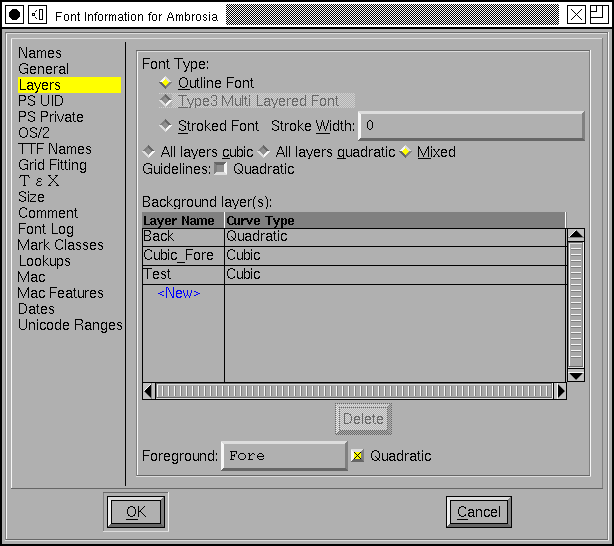 Font Information for Ambrosia
Names
General
Layers
PS UID
PS Private
OS/2
TTF Names
Grid Fitting
Τ ε Χ
Size
Comment
Font Log
Mark Classes
Lookups
Mac
Mac Features
Dates
Unicode Ranges
Font Type:
Outline Font
Type3 Multi Layered Font
Stroked Font Stroke Width: 0
All layers cubic All layers quadratic Mixed
Guidelines: Quadratic
Background layer(s):
Layer Name Curve Type
Back Quadratic
Cubic_Fore Cubic
Test Cubic
<New>
Delete
Foreground: Fore Quadratic
OK Cancel